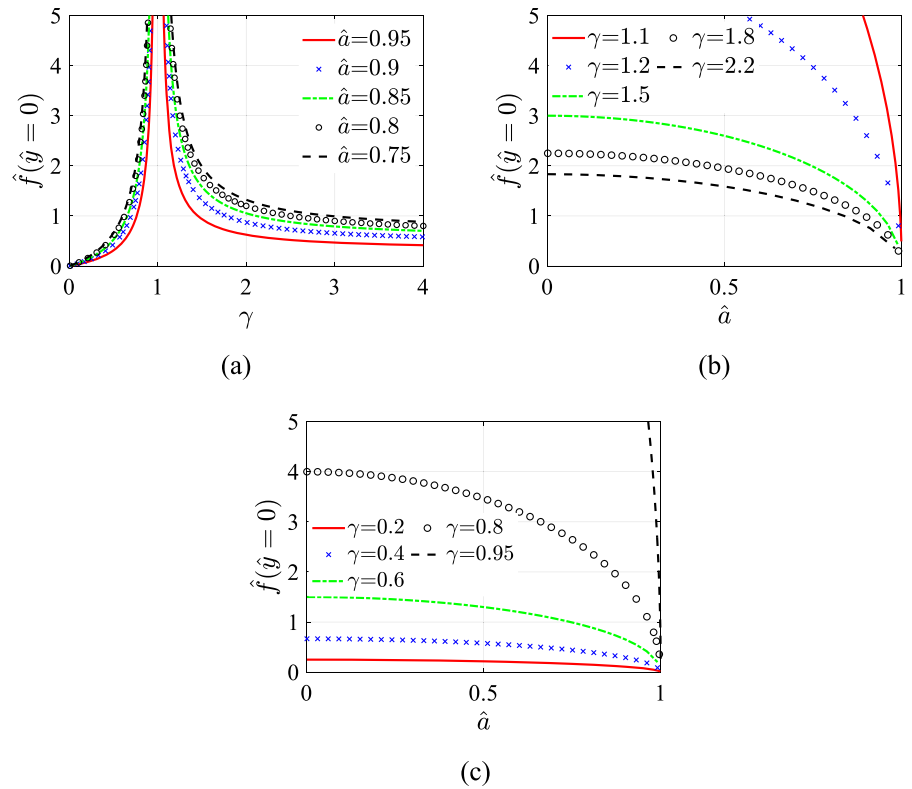 5
4
3
2
1
0
f̂(ŷ = 0)
â=0.95
â=0.9
â=0.85
â=0.8
â=0.75
0 1 2 3 4
γ
(a)
5
4
3
2
1
0
f̂(ŷ = 0)
γ=1.1 γ=1.8
γ=1.2 γ=2.2
γ=1.5
0 0.5 1
â
(b)
5
4
3
2
1
0
f̂(ŷ = 0)
γ=0.2 γ=0.8
γ=0.4 γ=0.95
γ=0.6
0 0.5 1
â
(c)